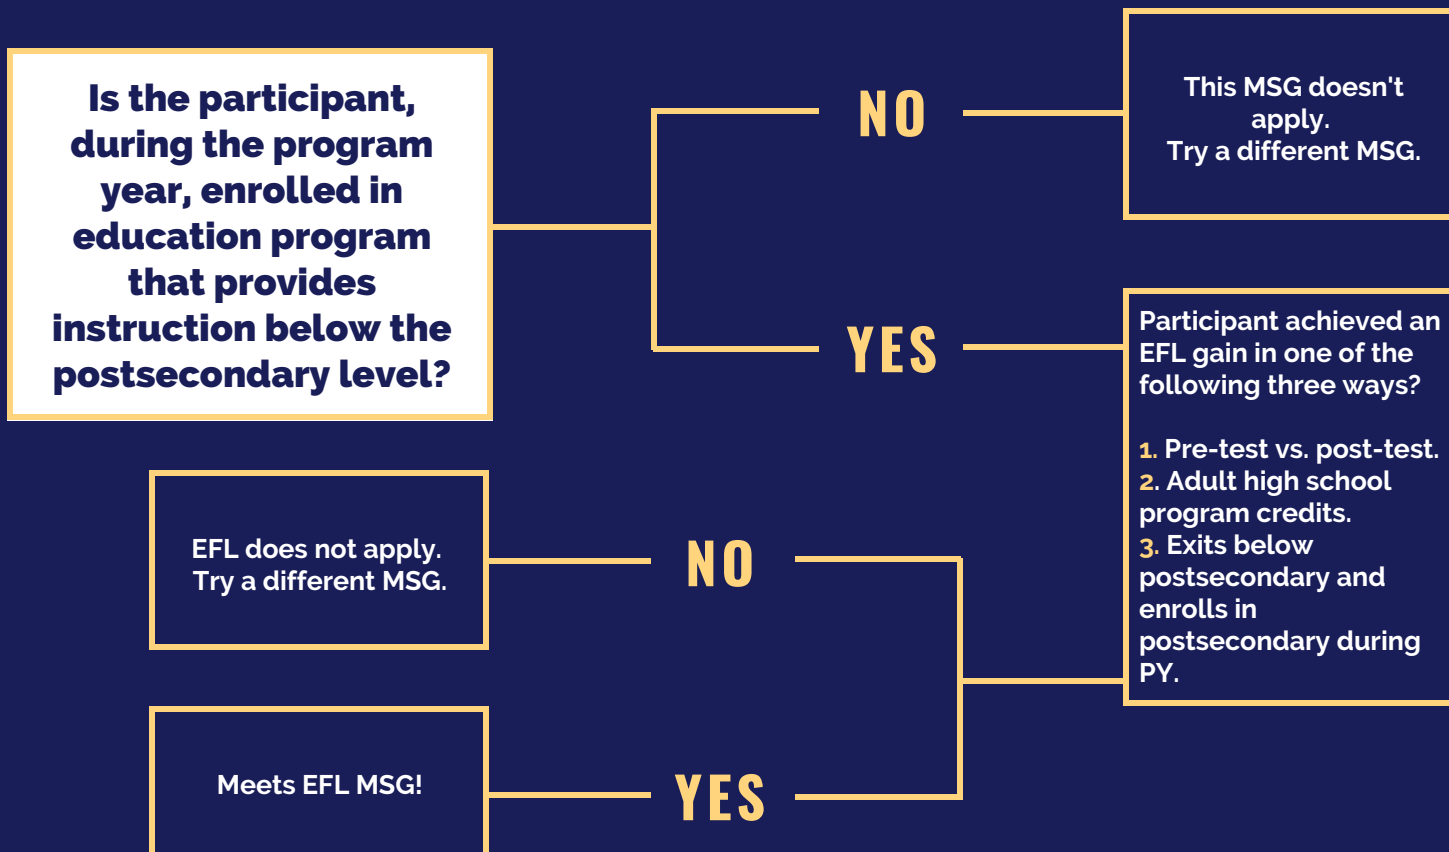 Is the participant,
during the program
year, enrolled in
education program
that provides
instruction below the
postsecondary level?
NO
This MSG doesn't
apply.
Try a different MSG.
YES
Participant achieved an
EFL gain in one of the
following three ways?
1. Pre-test vs. post-test.
2. Adult high school
program credits.
3. Exits below
postsecondary and
enrolls in
postsecondary during
PY.
NO
EFL does not apply.
Try a different MSG.
YES
Meets EFL MSG!